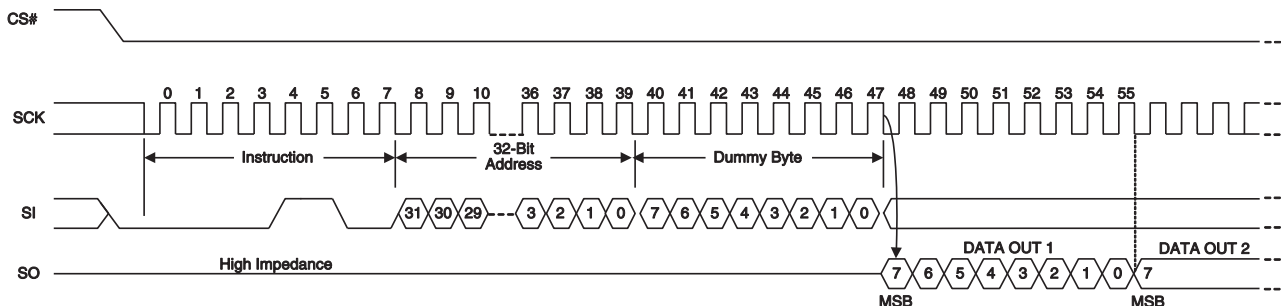 CS#
0 1 2 3 4 5 6 7 8 9 10 36 37 38 39 40 41 42 43 44 45 46 47 48 49 50 51 52 53 54 55
SCK
Instruction
32-Bit
Address
Dummy Byte
SI
31 30 29 3 2 1 0 7 6 5 4 3 2 1 0
DATA OUT 1 DATA OUT 2
High Impedance
SO
7 6 5 4 3 2 1 0 7
MSB MSB